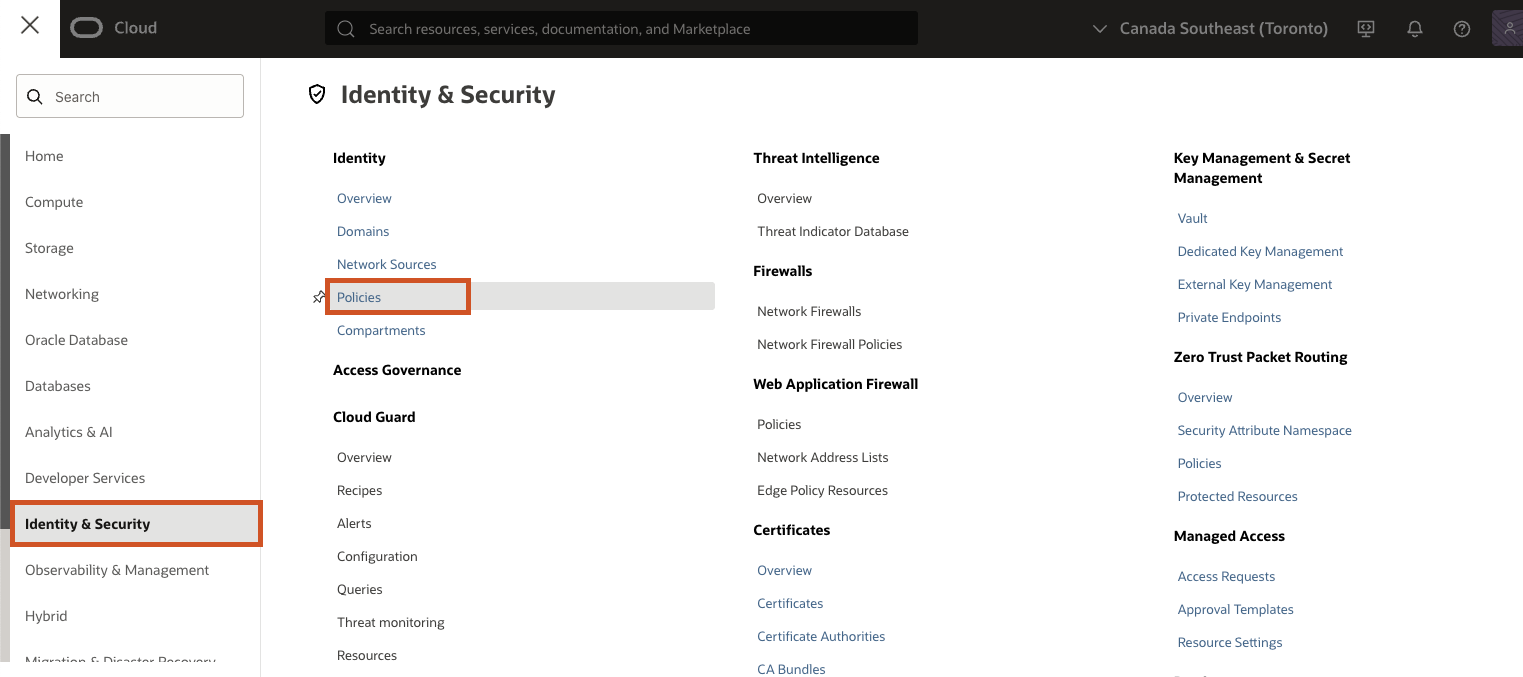 Cloud
Search resources, services, documentation, and Marketplace
Canada Southeast (Toronto)
Search
Home
Compute
Storage
Networking
Oracle Database
Databases
Analytics & AI
Developer Services
Identity & Security
Observability & Management
Hybrid
Migration & Disaster Recovery
Identity & Security
Identity
Overview
Domains
Network Sources
Policies
Compartments
Access Governance
Cloud Guard
Overview
Recipes
Alerts
Configuration
Queries
Threat monitoring
Resources
Threat Intelligence
Overview
Threat Indicator Database
Firewalls
Network Firewalls
Network Firewall Policies
Web Application Firewall
Policies
Network Address Lists
Edge Policy Resources
Certificates
Overview
Certificates
Certificate Authorities
CA Bundles
Key Management & Secret
Management
Vault
Dedicated Key Management
External Key Management
Private Endpoints
Zero Trust Packet Routing
Overview
Security Attribute Namespace
Policies
Protected Resources
Managed Access
Access Requests
Approval Templates
Resource Settings